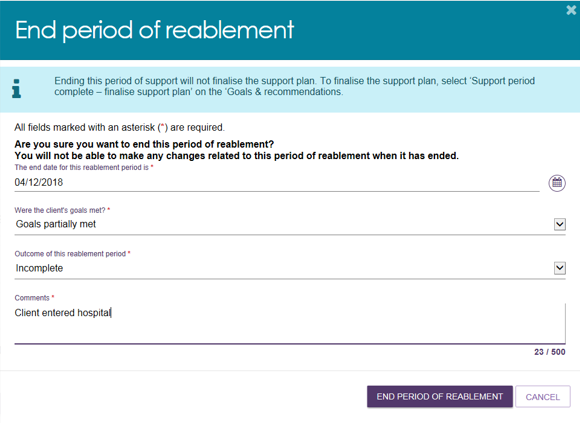 End period of reablement
Ending this period of support will not finalise the support plan. To finalise the support plan, select 'Support period
complete – finalise support plan' on the 'Goals & recommendations.
All fields marked with an asterisk (*) are required.
Are you sure you want to end this period of reablement?
You will not be able to make any changes related to this period of reablement when it has ended.
The end date for this reablement period is *
04/12/2018
Were the client's goals met? *
Goals partially met
Outcome of this reablement period *
Incomplete
Comments *
Client entered hospital
23 / 500
END PERIOD OF REABLEMENT
CANCEL